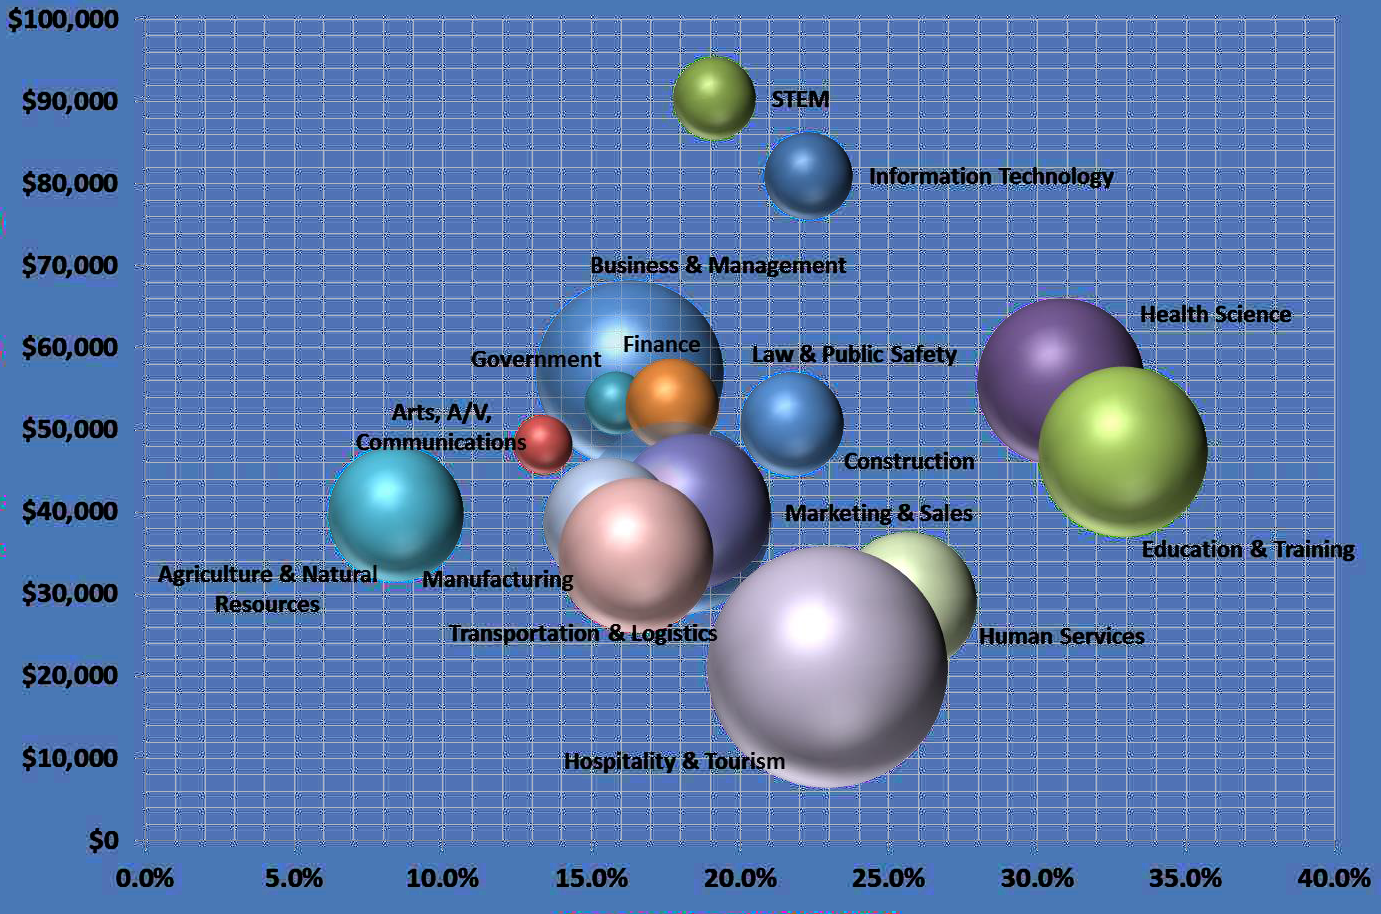 $100,000
$90,000
$80,000
$70,000
$60,000
$50,000
$40,000
$30,000
$20,000
$10,000
$0
STEM
Information Technology
Business & Management
Health Science
Finance
Government
Law & Public Safety
Arts, A/V,
Communications
Construction
Marketing & Sales
Education & Training
Agriculture & Natural
Resources
Manufacturing
Transportation & Logistics
Human Services
Hospitality & Tourism
0.0% 5.0% 10.0% 15.0% 20.0% 25.0% 30.0% 35.0% 40.0%